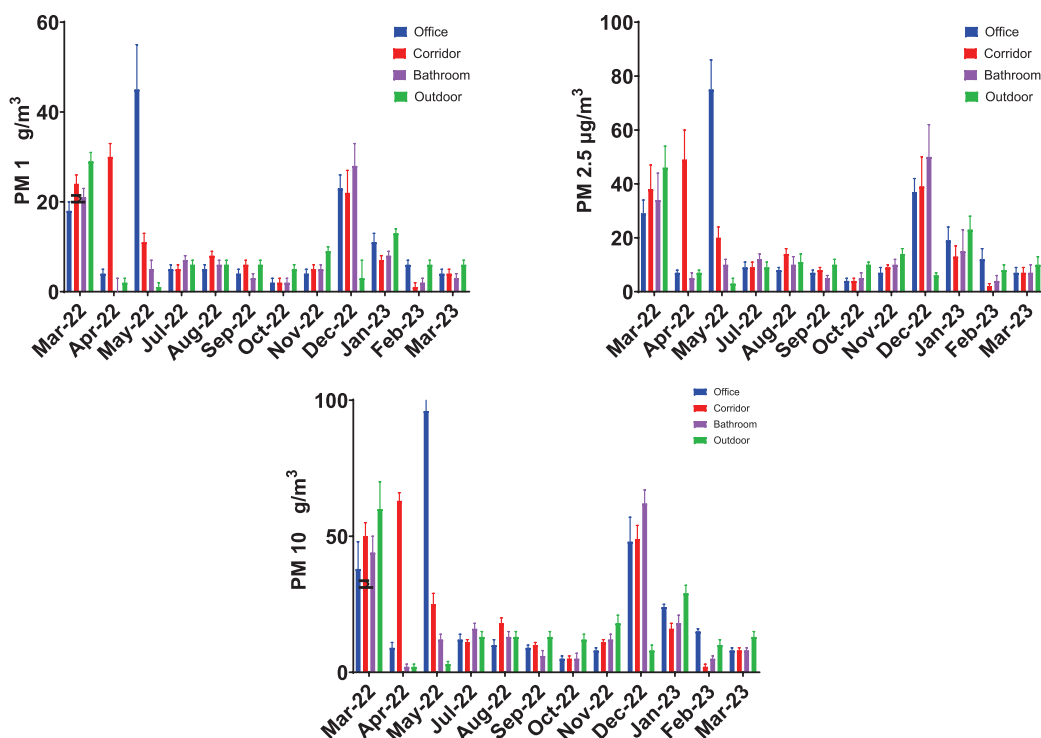 60
40
20
0
PM 1 g/m³
Office
Corridor
Bathroom
Outdoor
Mar-22
Apr-22
May-22
Jul-22
Aug-22
Sep-22
Oct-22
Nov-22
Dec-22
Jan-23
Feb-23
Mar-23
100
80
60
40
20
0
PM 2.5 µg/m³
Office
Corridor
Bathroom
Outdoor
Mar-22
Apr-22
May-22
Jul-22
Aug-22
Sep-22
Oct-22
Nov-22
Dec-22
Jan-23
Feb-23
Mar-23
100
50
0
PM 10 g/m³
Office
Corridor
Bathroom
Outdoor
Mar-22
Apr-22
May-22
Jul-22
Aug-22
Sep-22
Oct-22
Nov-22
Dec-22
Jan-23
Feb-23
Mar-23